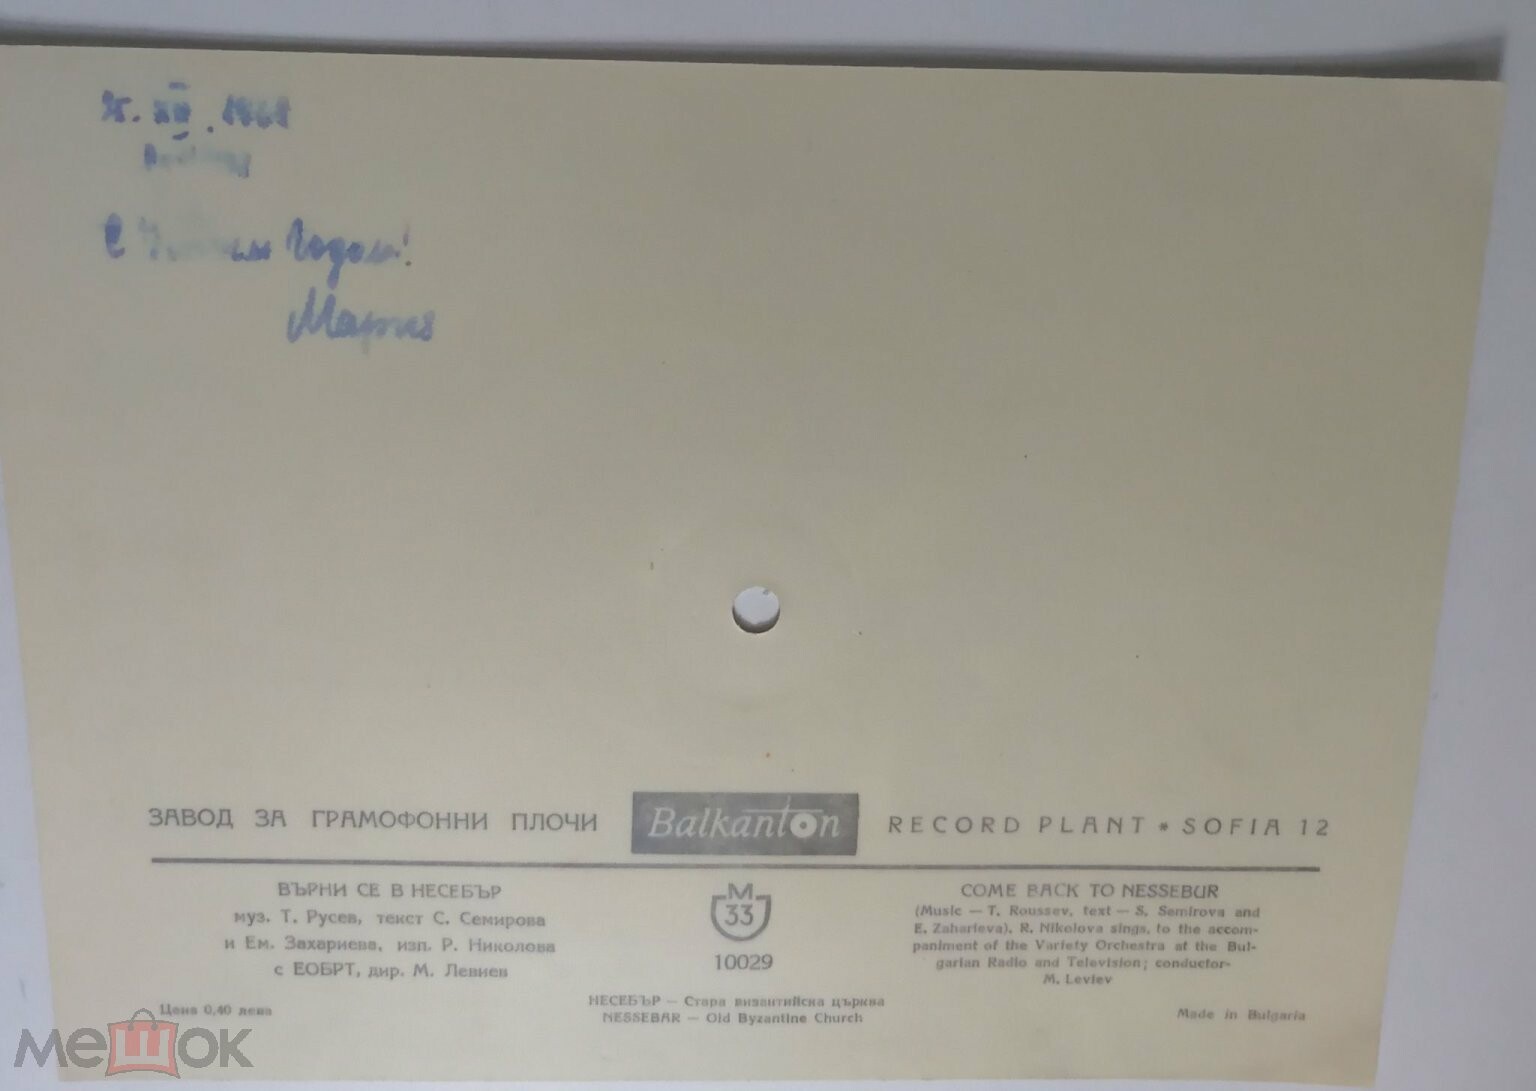 С Годом!
Мария
ЗАВОД ЗА ГРАМОФОННИ ПЛОЧИ
Balkanton
RECORD PLANT * SOFIA 12
ВЪРНИ СЕ В НЕСЕБЪР
муз. Т. Русев, текст С. Семирова
и Ем. Захариева, изп. Р. Николова
с ЕОБРТ, дир. М. Левиев
Цена 0,40 лева
М
33
10029
НЕСЕБЪР — Стара византийска църква
NESSEBAR — Old Byzantine Church
COME BACK TO NESSEBUR
(Music — T. Roussev, text — S. Semirova and
E. Zaharieva). R. Nikolova sings, to the accom-
paniment of the Variety Orchestra at the Bul-
garian Radio and Television; conductor-
M. Leviev
Made in Bulgaria
мешок